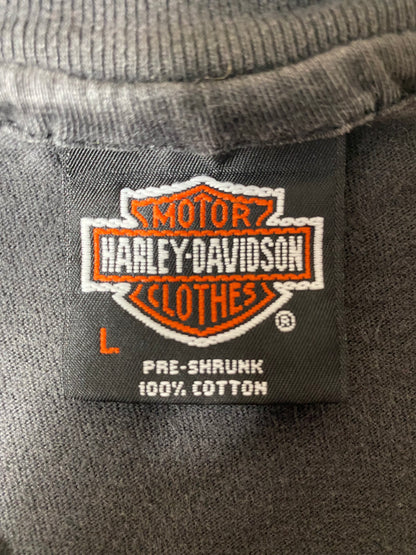 MOTOR
HARLEY-DAVIDSON
CLOTHES
®
L
PRE-SHRUNK
100% COTTON